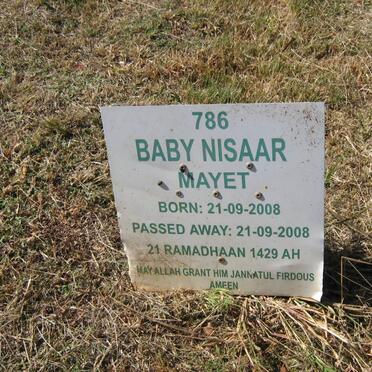 786
BABY NISAAR
MAYET
BORN: 21-09-2008
PASSED AWAY: 21-09-2008
21 RAMADHAAN 1429 AH
MAY ALLAH GRANT HIM JANNATUL FIRDOUS
AMEEN